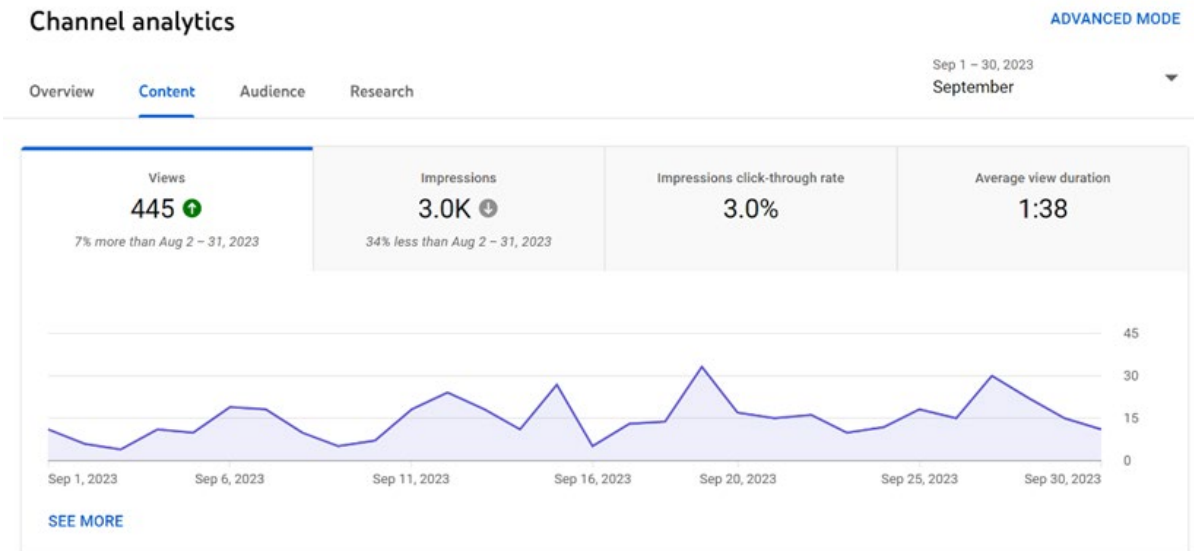 Channel analytics
ADVANCED MODE
Overview
Content
Audience
Research
Sep 1 – 30, 2023
September
Views
445
7% more than Aug 2 – 31, 2023
Impressions
3.0K
34% less than Aug 2 – 31, 2023
Impressions click-through rate
3.0%
Average view duration
1:38
45
30
15
0
Sep 1, 2023
Sep 6, 2023
Sep 11, 2023
Sep 16, 2023
Sep 20, 2023
Sep 25, 2023
Sep 30, 2023
SEE MORE